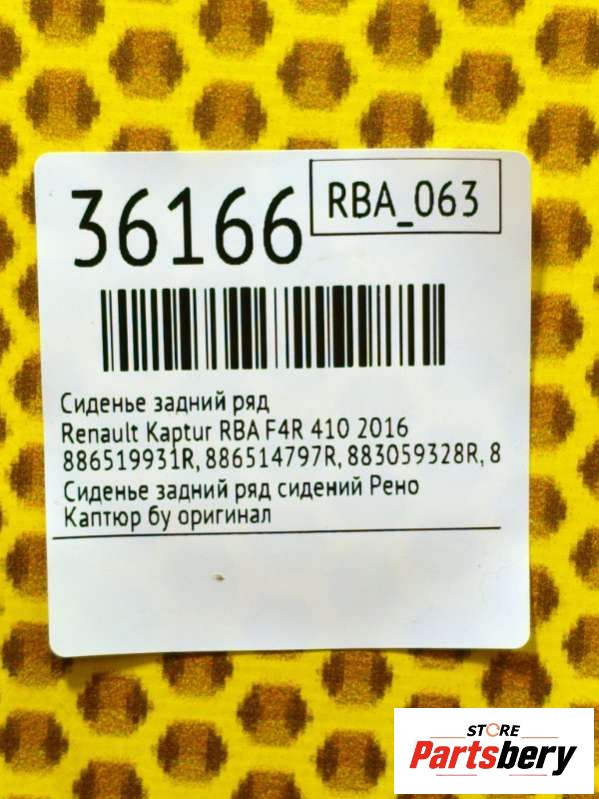 36166
RBA_063
Сиденье задний ряд
Renault Kaptur RBA F4R 410 2016
886519931R, 886514797R, 883059328R, 8
Сиденье задний ряд сидений Рено
Каптюр бу оригинал
STORE
Partsbery